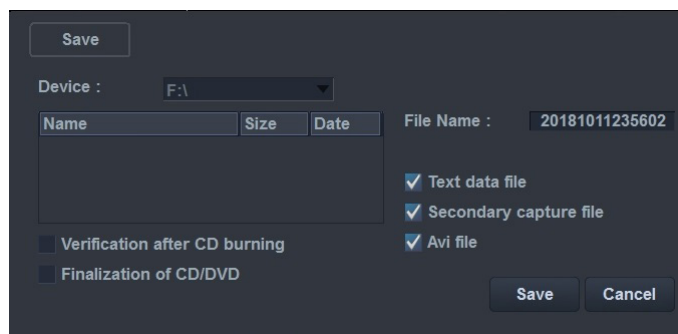 Save
Device :
F:\
Name Size Date
File Name : 20181011235602
Text data file
Secondary capture file
Verification after CD burning
Avi file
Finalization of CD/DVD
Save Cancel